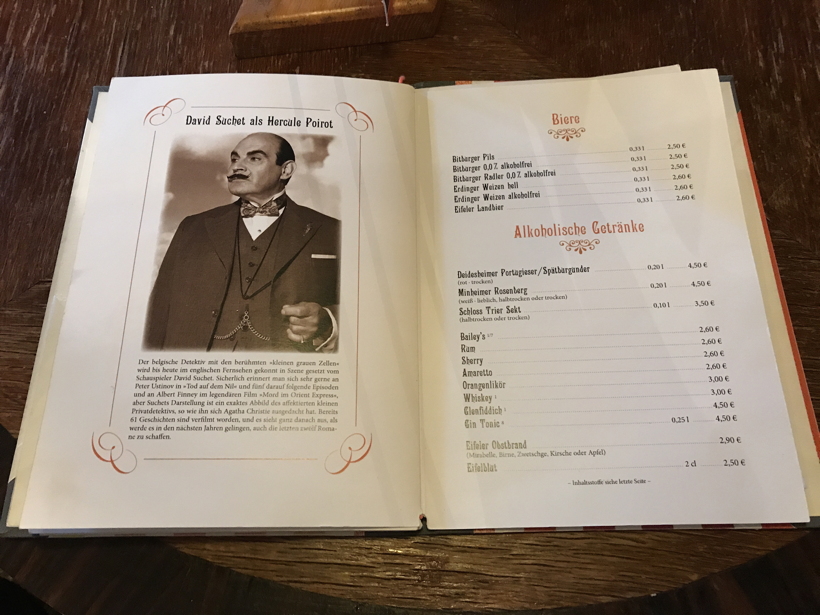 David Suchet als Hercule Poirot
Der belgische Detektiv mit den berühmten »kleinen grauen Zellen«
wird bis heute im englischen Fernsehen gekonnt in Szene gesetzt vom
Schauspieler David Suchet. Sicherlich erinnert man sich sehr gerne an
Peter Ustinov in »Tod auf dem Nil« und fünf darauf folgende Episoden
und an Albert Finney im legendären Film »Mord im Orient Express«,
aber Suchets Darstellung ist ein exaktes Abbild des affektierten kleinen
Privatdetektivs, so wie ihn sich Agatha Christie ausgedacht hat. Bereits
61 Geschichten sind verfilmt worden, und es sieht ganz danach aus, als
werde es in den nächsten Jahren gelingen, auch die letzten zwölf Roma-
ne zu schaffen.
Biere
Bitburger Pils 0,33 l 2,50 €
Bitburger 0,0 % alkoholfrei 0,33 l 2,50 €
Bitburger Radler 0,0 % alkoholfrei 0,33 l 2,50 €
Erdinger Weizen hell 0,33 l 2,60 €
Erdinger Weizen alkoholfrei 0,33 l 2,60 €
Eifeler Landbier 0,33 l 2,60 €
Alkoholische Getränke
Deidesheimer Portugieser/Spätburgunder 0,20 l 4,50 €
(rot - trocken)
Minheimer Rosenberg 0,20 l 4,50 €
(weiß - lieblich, halbtrocken oder trocken)
Schloss Trier Sekt 0,10 l 3,50 €
(halbtrocken oder trocken)
Bailey's 2,60 €
Rum 2,60 €
Sherry 2,60 €
Amaretto 2,60 €
Orangenlikör 3,00 €
Whiskey 3,00 €
Glenfiddich 4,50 €
Gin Tonic 0,25 l 4,50 €
Eifeler Obstbrand 2,90 €
(Mirabelle, Birne, Zwetschge, Kirsche oder Apfel)
Eifelblut 2 cl 2,50 €
– Inhaltsstoffe siehe letzte Seite –